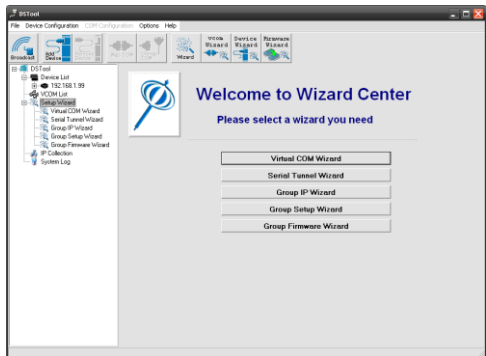 DSTool
File Device Configuration COM Configuration Options Help
Broadcast
Add Device
Wizard
VCOM Wizard
Device Wizard
Firmware Wizard
DSTool
Device List
192.168.1.99
VCOM List
Setup Wizard
Virtual COM Wizard
Serial Tunnel Wizard
Group IP Wizard
Group Setup Wizard
Group Firmware Wizard
IP Collection
System Log
Welcome to Wizard Center
Please select a wizard you need
Virtual COM Wizard
Serial Tunnel Wizard
Group IP Wizard
Group Setup Wizard
Group Firmware Wizard